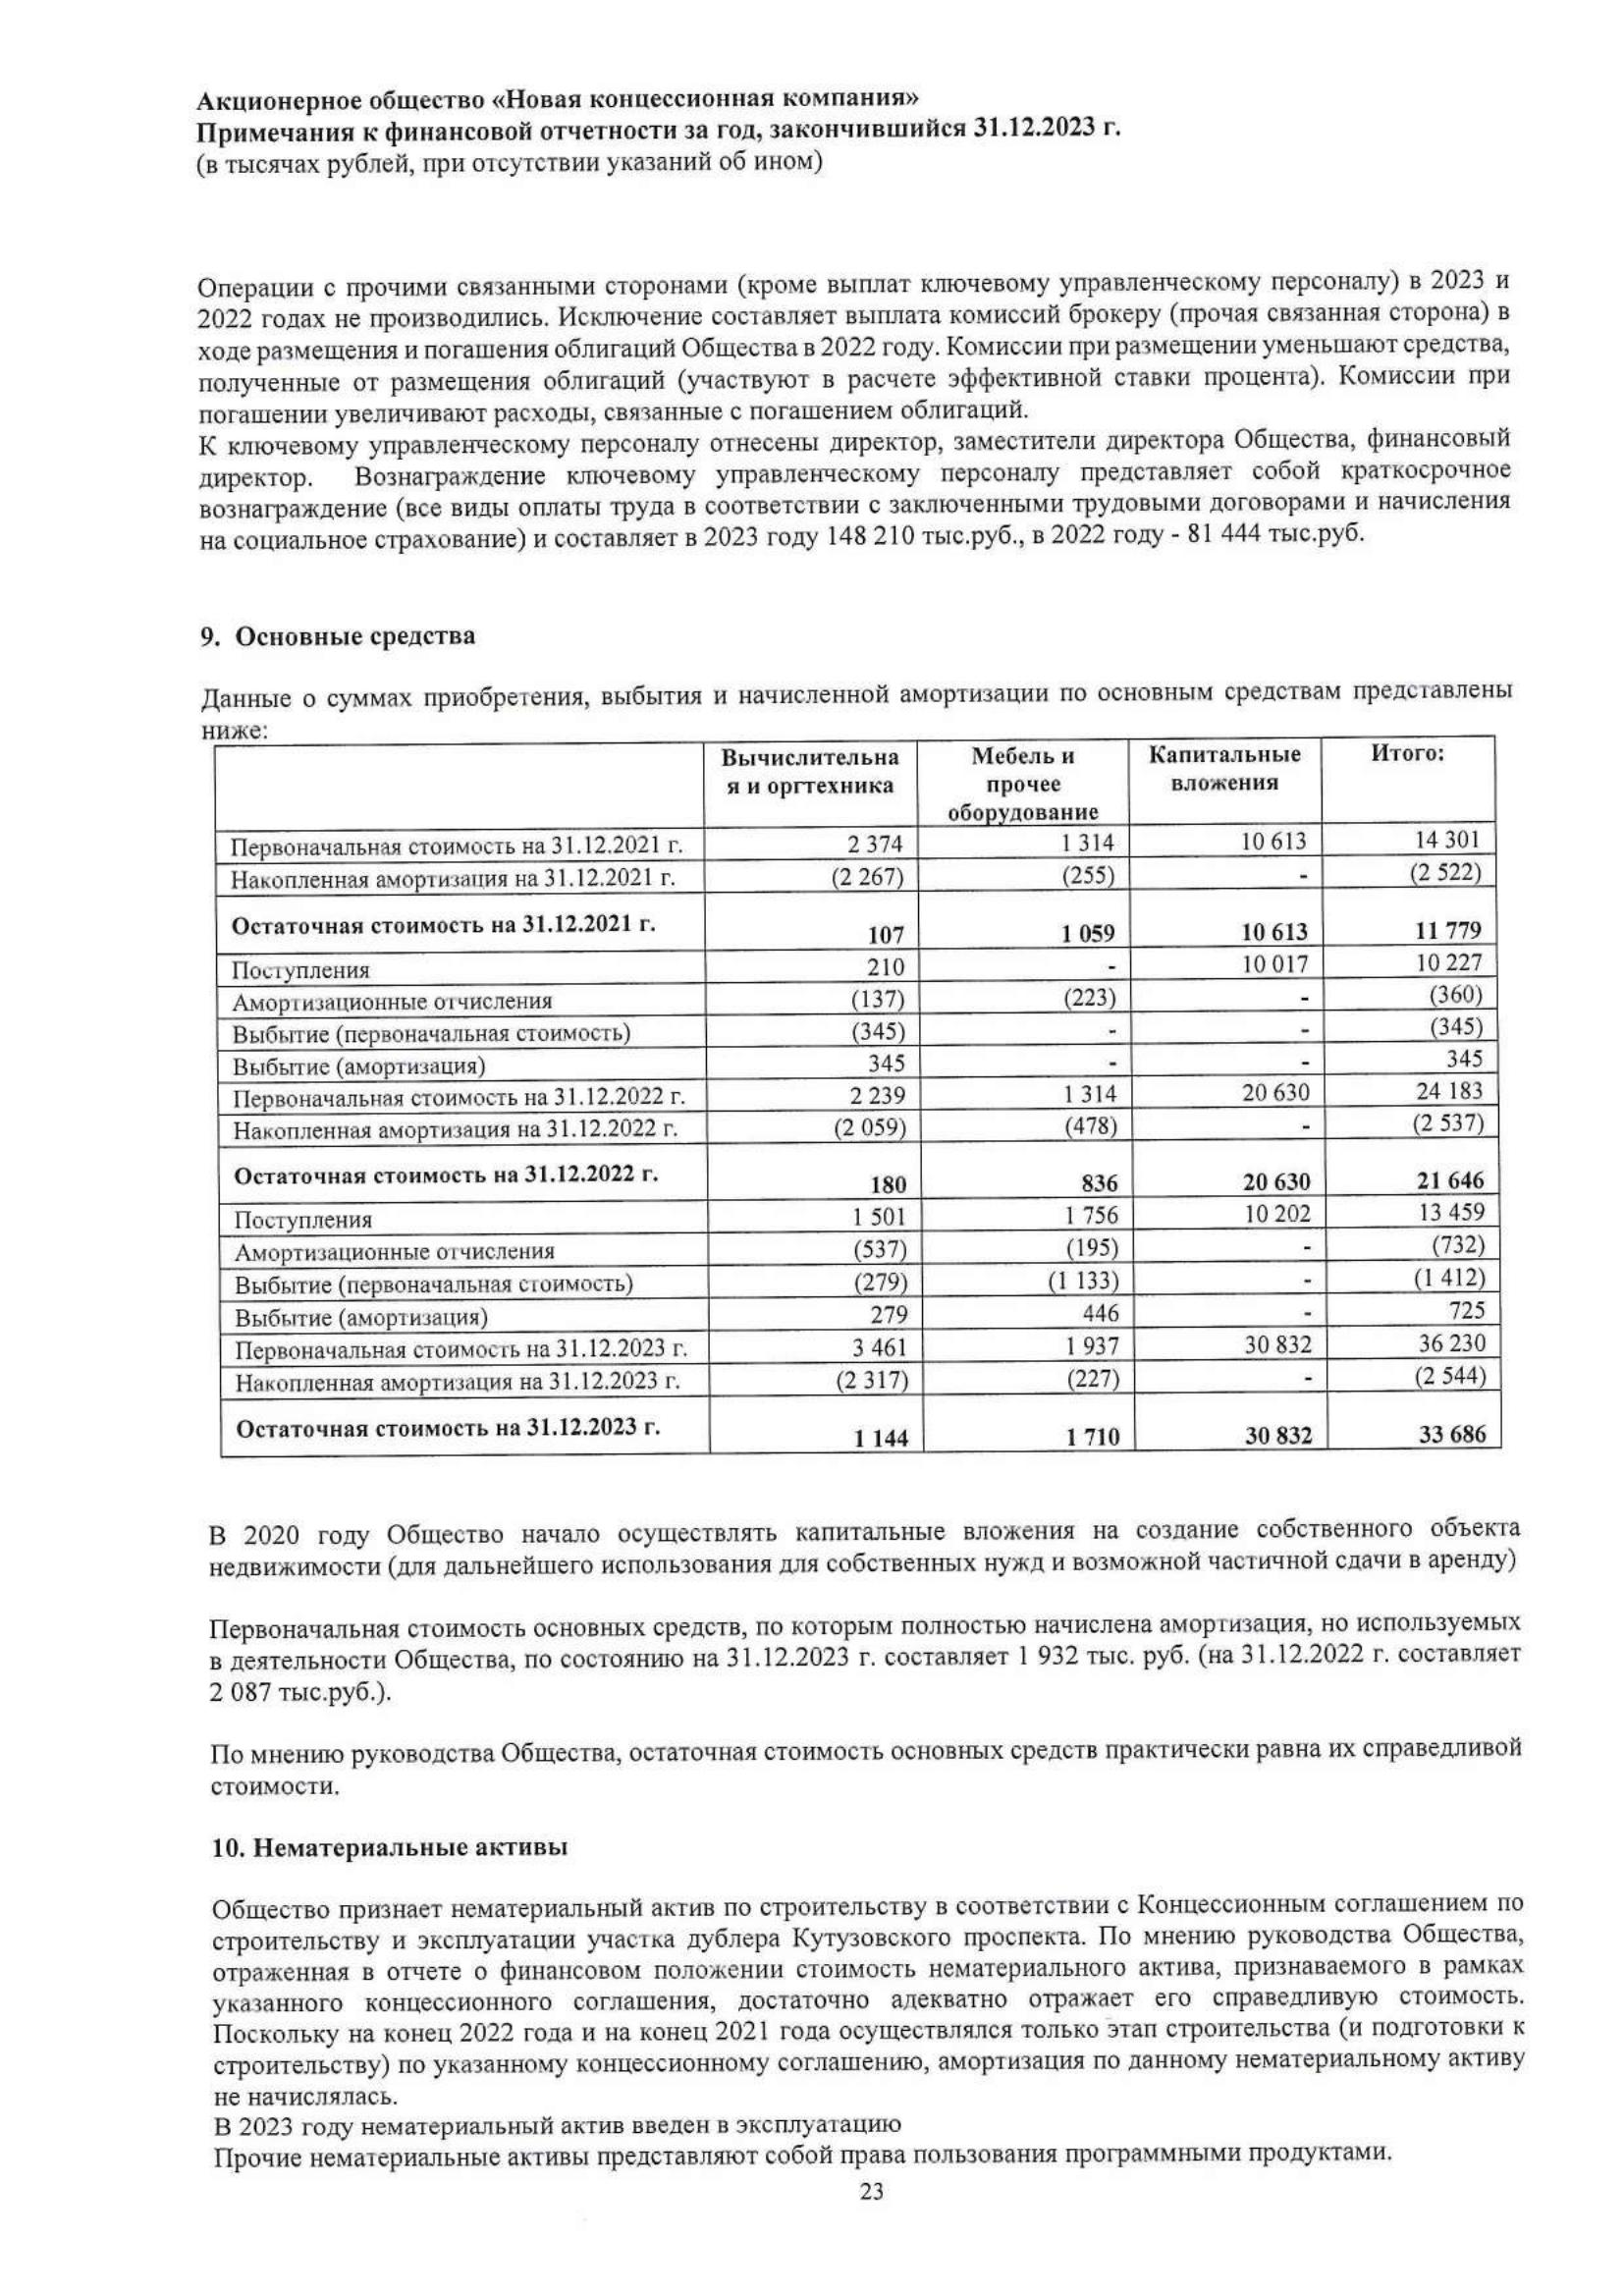 Акционерное общество «Новая концессионная компания»
Примечания к финансовой отчетности за год, закончившийся 31.12.2023 г.
(в тысячах рублей, при отсутствии указаний об ином)
Операции с прочими связанными сторонами (кроме выплат ключевому управленческому персоналу) в 2023 и
2022 годах не производились. Исключение составляет выплата комиссий брокеру (прочая связанная сторона) в
ходе размещения и погашения облигаций Общества в 2022 году. Комиссии при размещении уменьшают средства,
полученные от размещения облигаций (участвуют в расчете эффективной ставки процента). Комиссии при
погашении увеличивают расходы, связанные с погашением облигаций.
К ключевому управленческому персоналу отнесены директор, заместители директора Общества, финансовый
директор. Вознаграждение ключевому управленческому персоналу представляет собой краткосрочное
вознаграждение (все виды оплаты труда в соответствии с заключенными трудовыми договорами и начисления
на социальное страхование) и составляет в 2023 году 148 210 тыс.руб., в 2022 году - 81 444 тыс.руб.
9. Основные средства
Данные о суммах приобретения, выбытия и начисленной амортизации по основным средствам представлены
ниже:
Вычислительна Мебель и Капитальные Итого:
я и оргтехника прочее вложения
оборудование
Первоначальная стоимость на 31.12.2021 г. 2 374 1 314 10 613 14 301
Накопленная амортизация на 31.12.2021 г. (2 267) (255) - (2 522)
Остаточная стоимость на 31.12.2021 г. 107 1 059 10 613 11 779
Поступления 210 - 10 017 10 227
Амортизационные отчисления (137) (223) - (360)
Выбытие (первоначальная стоимость) (345) - - (345)
Выбытие (амортизация) 345 - - 345
Первоначальная стоимость на 31.12.2022 г. 2 239 1 314 20 630 24 183
Накопленная амортизация на 31.12.2022 г. (2 059) (478) - (2 537)
Остаточная стоимость на 31.12.2022 г. 180 836 20 630 21 646
Поступления 1 501 1 756 10 202 13 459
Амортизационные отчисления (537) (195) - (732)
Выбытие (первоначальная стоимость) (279) (1 133) - (1 412)
Выбытие (амортизация) 279 446 - 725
Первоначальная стоимость на 31.12.2023 г. 3 461 1 937 30 832 36 230
Накопленная амортизация на 31.12.2023 г. (2 317) (227) - (2 544)
Остаточная стоимость на 31.12.2023 г. 1 144 1 710 30 832 33 686
В 2020 году Общество начало осуществлять капитальные вложения на создание собственного объекта
недвижимости (для дальнейшего использования для собственных нужд и возможной частичной сдачи в аренду)
Первоначальная стоимость основных средств, по которым полностью начислена амортизация, но используемых
в деятельности Общества, по состоянию на 31.12.2023 г. составляет 1 932 тыс. руб. (на 31.12.2022 г. составляет
2 087 тыс.руб.).
По мнению руководства Общества, остаточная стоимость основных средств практически равна их справедливой
стоимости.
10. Нематериальные активы
Общество признает нематериальный актив по строительству в соответствии с Концессионным соглашением по
строительству и эксплуатации участка дублера Кутузовского проспекта. По мнению руководства Общества,
отраженная в отчете о финансовом положении стоимость нематериального актива, признаваемого в рамках
указанного концессионного соглашения, достаточно адекватно отражает его справедливую стоимость.
Поскольку на конец 2022 года и на конец 2021 года осуществлялся только этап строительства (и подготовки к
строительству) по указанному концессионному соглашению, амортизация по данному нематериальному активу
не начислялась.
В 2023 году нематериальный актив введен в эксплуатацию
Прочие нематериальные активы представляют собой права пользования программными продуктами.
23